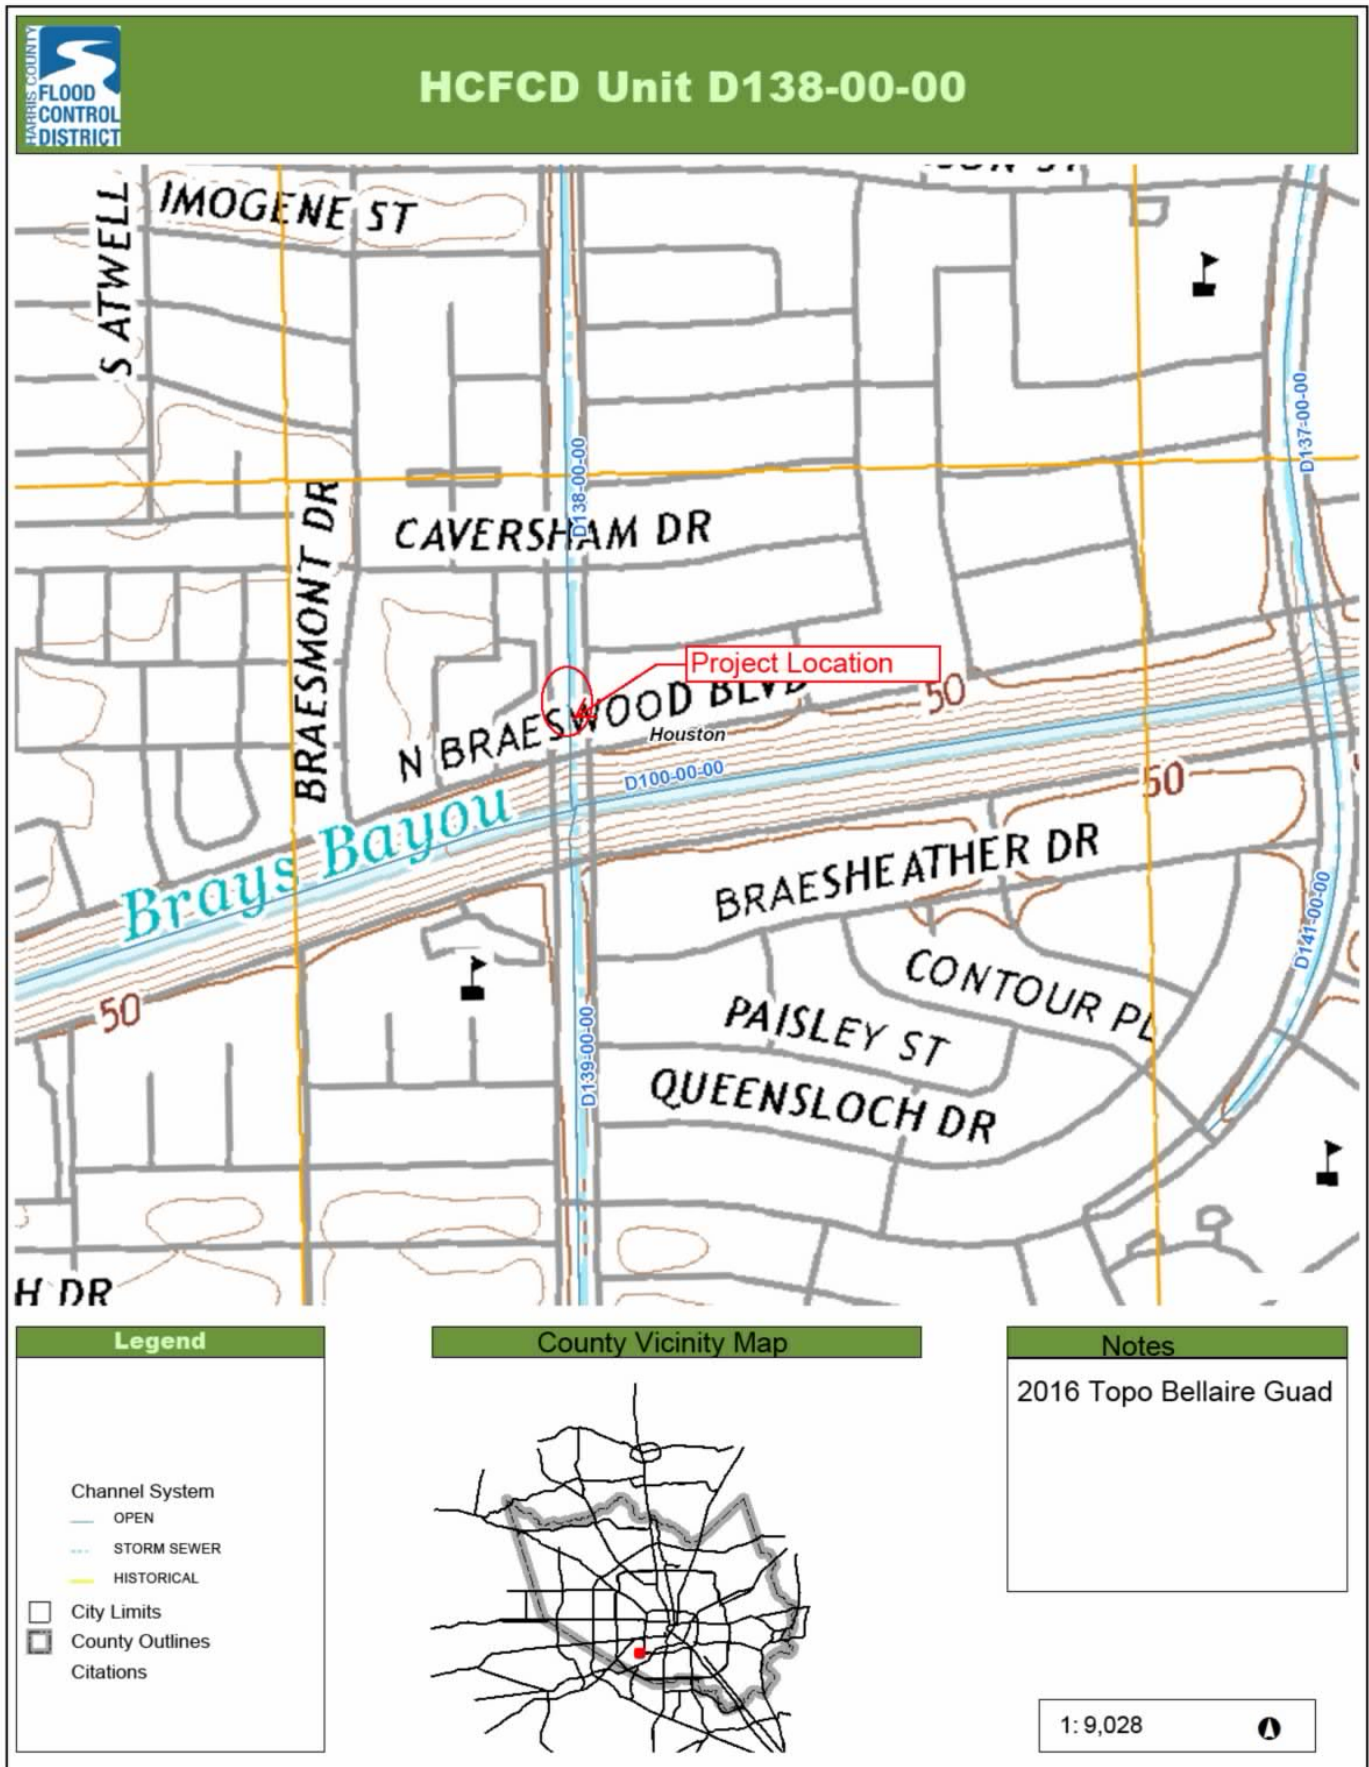 HARRIS COUNTY
FLOOD
CONTROL
DISTRICT
HCFCD Unit D138-00-00
IMOGENE ST
S ATWELL
D137-00-00
D138-00-00
BRAESMONT DR
CAVERSHAM DR
Project Location
N BRAESWOOD BLVD
50
Houston
D100-00-00
50
Brays Bayou
BRAESHEATHER DR
D141-00-00
CONTOUR PL
50
PAISLEY ST
D139-00-00
QUEENSLOCH DR
H DR
Legend
Channel System
OPEN
STORM SEWER
HISTORICAL
City Limits
County Outlines
Citations
County Vicinity Map
Notes
2016 Topo Bellaire Guad
1: 9,028